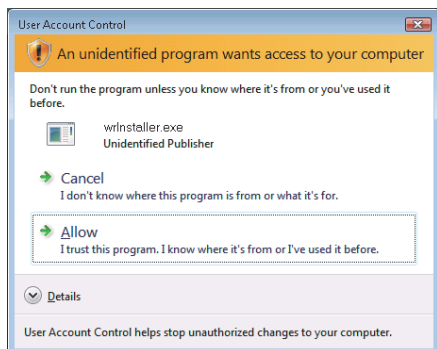 User Account Control
An unidentified program wants access to your computer
Don't run the program unless you know where it's from or you've used it
before.
wrInstaller.exe
Unidentified Publisher
Cancel
I don't know where this program is from or what it's for.
Allow
I trust this program. I know where it's from or I've used it before.
Details
User Account Control helps stop unauthorized changes to your computer.